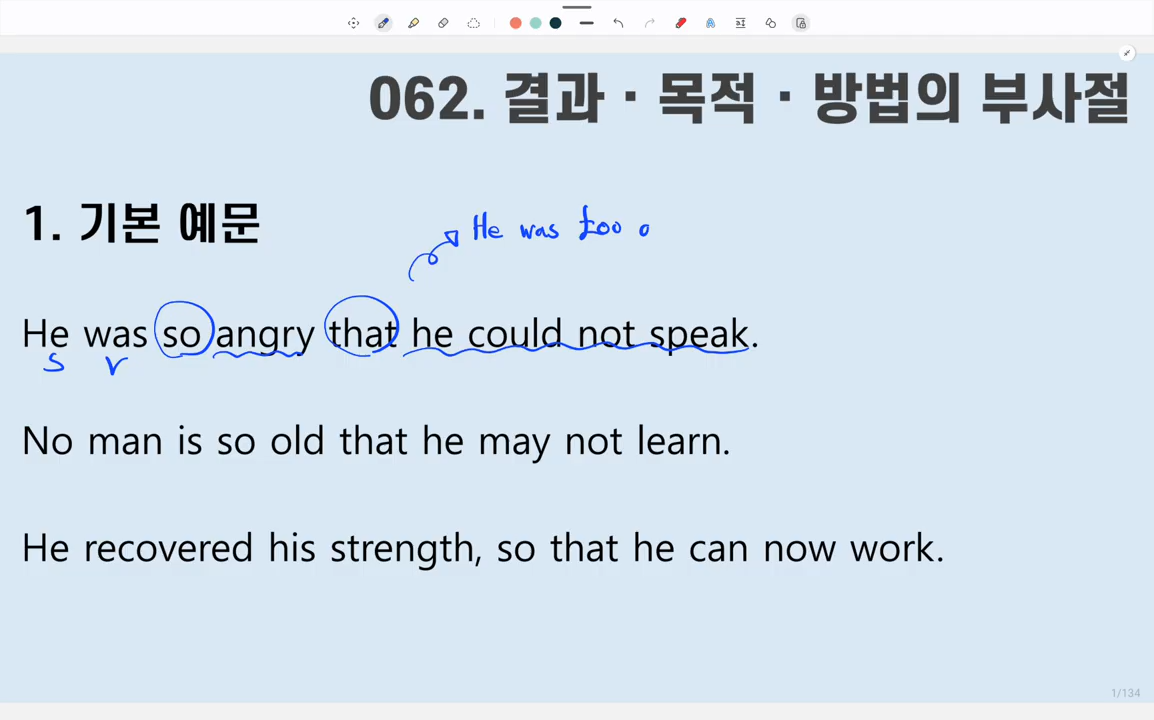 062. 결과 · 목적 · 방법의 부사절
1. 기본 예문
He was too a
He was so angry that he could not speak.
S V
No man is so old that he may not learn.
He recovered his strength, so that he can now work.
1/134